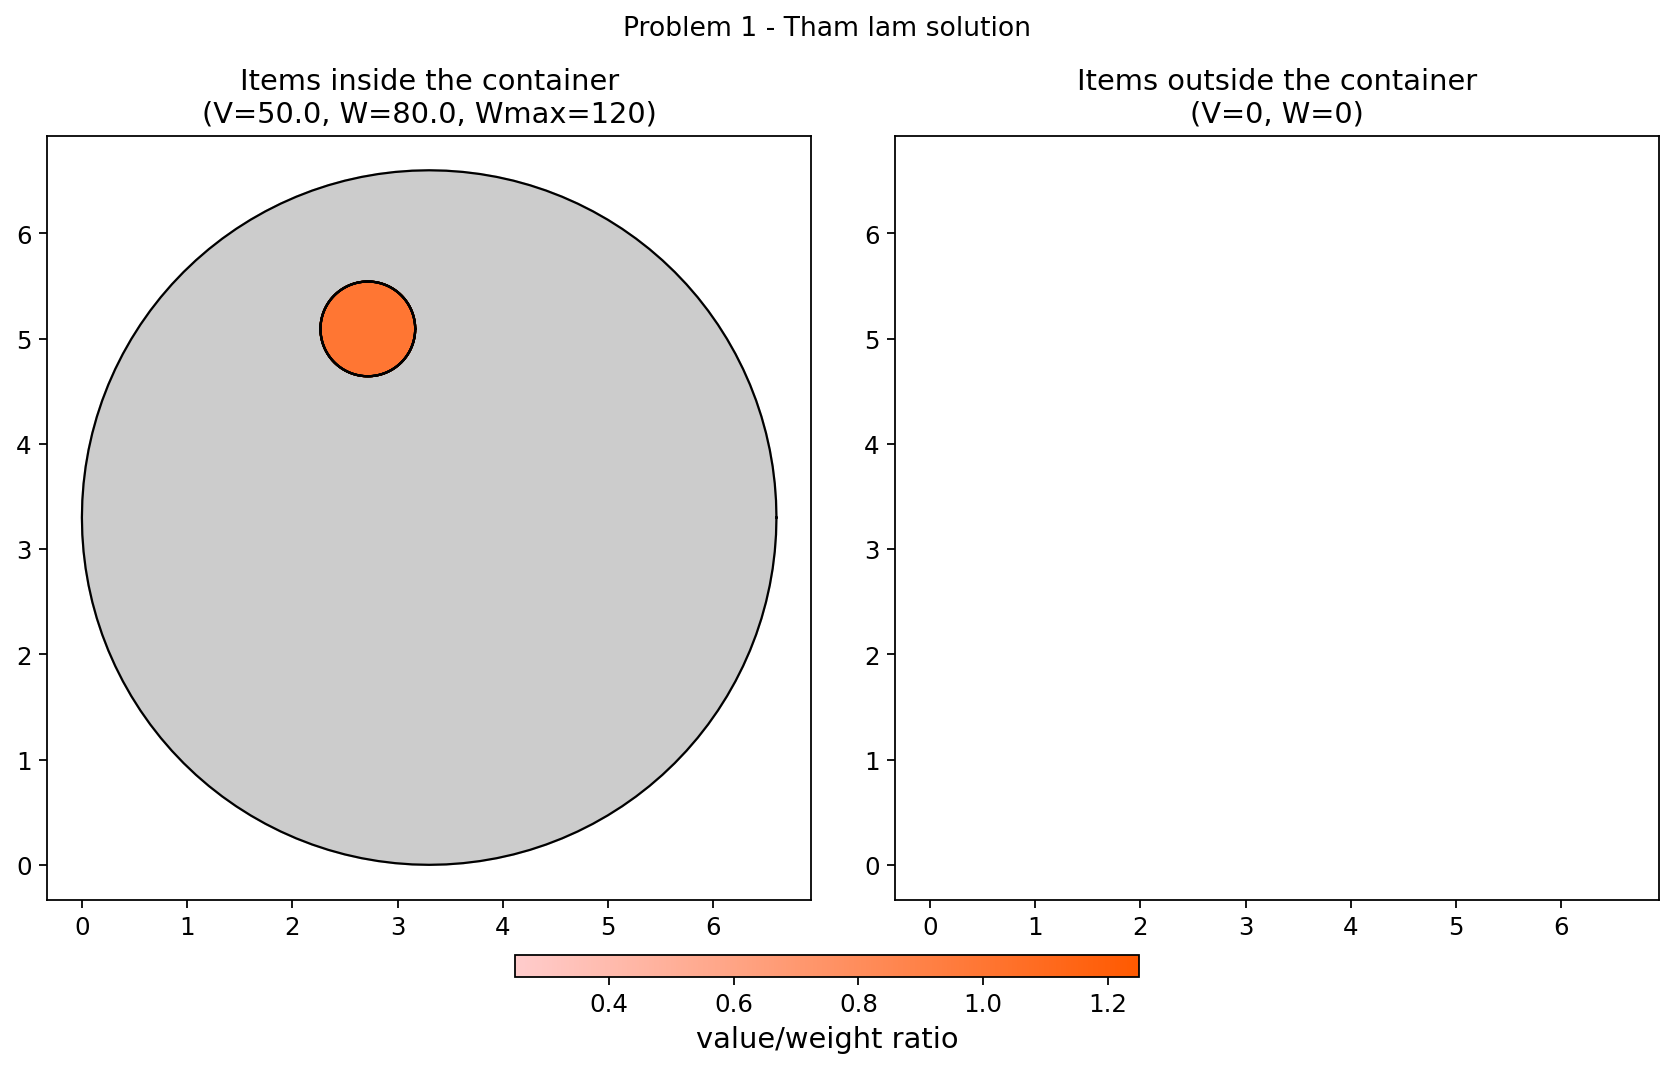 Problem 1 - Tham lam solution
Items inside the container
(V=50.0, W=80.0, Wmax=120)
Items outside the container
(V=0, W=0)
6
5
4
3
2
1
0
0 1 2 3 4 5 6
6
5
4
3
2
1
0
0 1 2 3 4 5 6
0.4 0.6 0.8 1.0 1.2
value/weight ratio